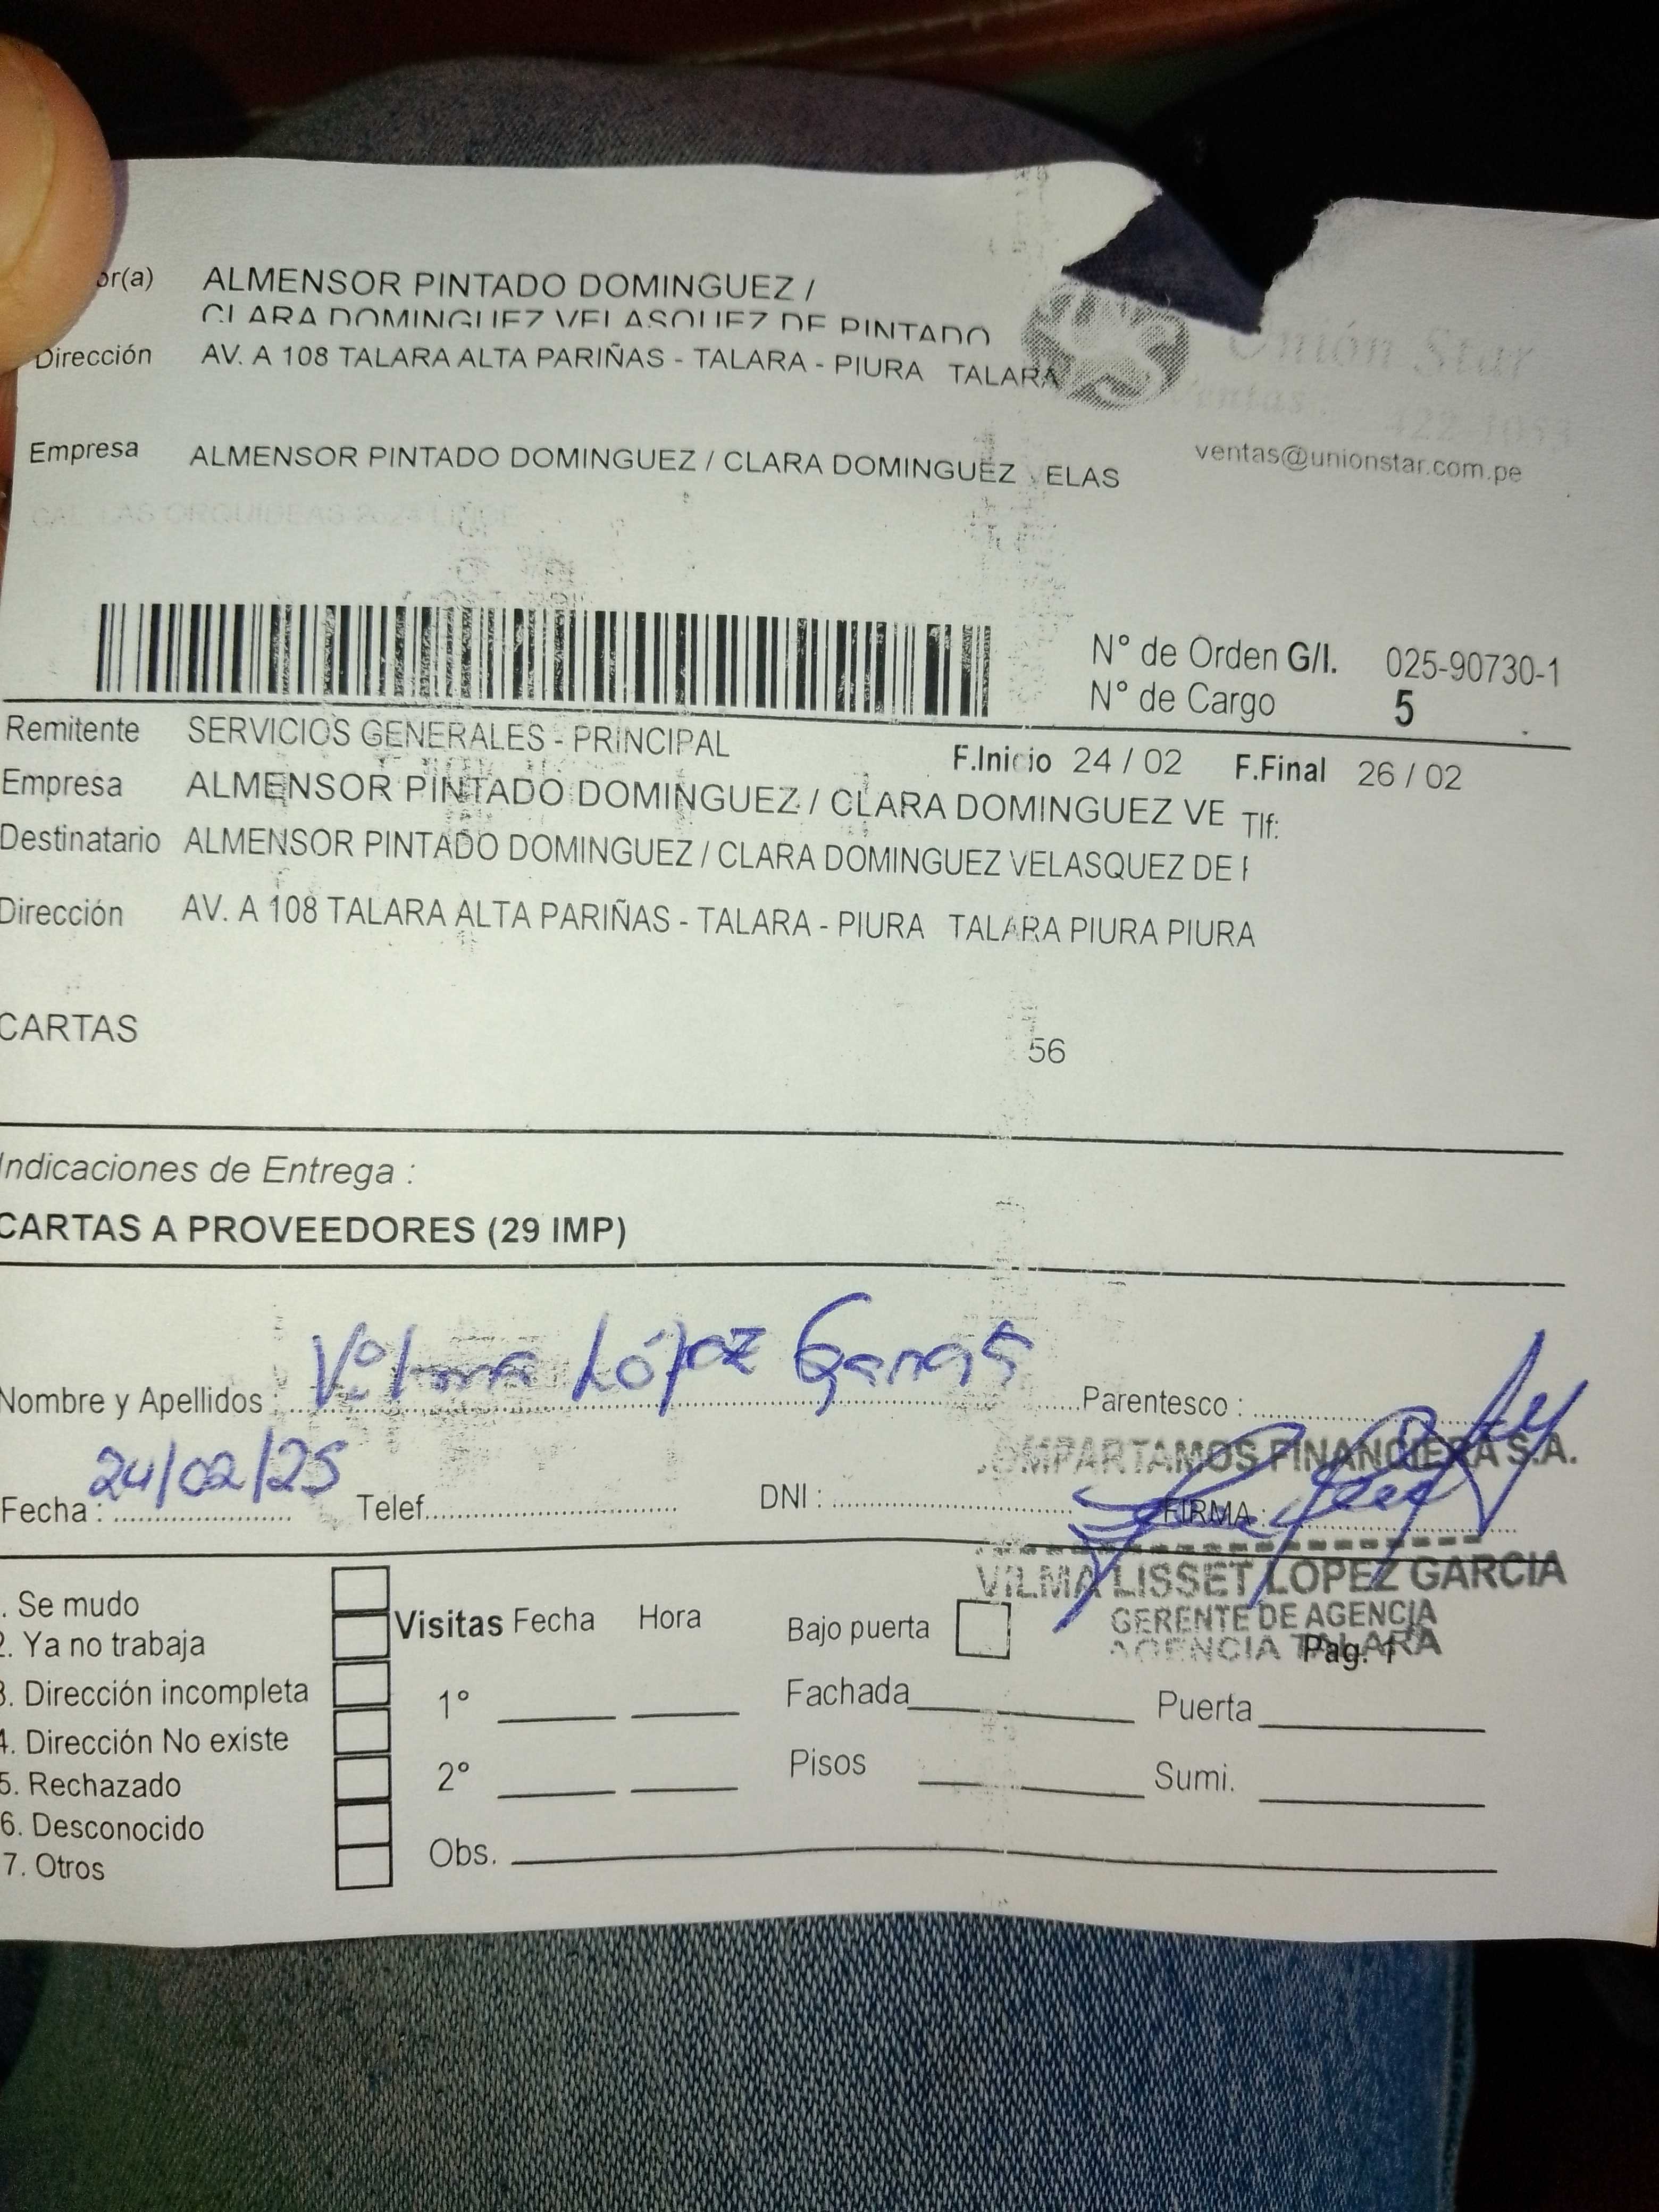 or(a) ALMENSOR PINTADO DOMINGUEZ /
CLARA DOMINGUEZ VELASQUEZ DE PINTADO
Dirección AV. A 108 TALARA ALTA PARIÑAS - TALARA - PIURA TALARA
Unión Star
Ventas
ventas@unionstar.com.pe
Empresa ALMENSOR PINTADO DOMINGUEZ / CLARA DOMINGUEZ VELAS
CAL. LAS ORQUIDEAS
N° de Orden G/I. 025-90730-1
N° de Cargo 5
Remitente SERVICIOS GENERALES - PRINCIPAL
F.Inicio 24 / 02 F.Final 26 / 02
Empresa ALMENSOR PINTADO DOMINGUEZ / CLARA DOMINGUEZ VE Tlf:
Destinatario ALMENSOR PINTADO DOMINGUEZ / CLARA DOMINGUEZ VELASQUEZ DE
Dirección AV. A 108 TALARA ALTA PARIÑAS - TALARA - PIURA TALARA PIURA PIURA
CARTAS 56
Indicaciones de Entrega :
CARTAS A PROVEEDORES (29 IMP)
Nombre y Apellidos : López Parentesco :
COMPARTAMOS FINANCIERA S.A.
Fecha : 24/02/25 Telef. DNI : FIRMA :
VILMA LISSET LOPEZ GARCIA
GERENTE DE AGENCIA
AGENCIA TALARA
Pag. 1
. Se mudo
2. Ya no trabaja
3. Dirección incompleta
4. Dirección No existe
5. Rechazado
6. Desconocido
7. Otros
Visitas Fecha Hora
1°
2°
Obs.
Bajo puerta
Fachada Puerta
Pisos Sumi.